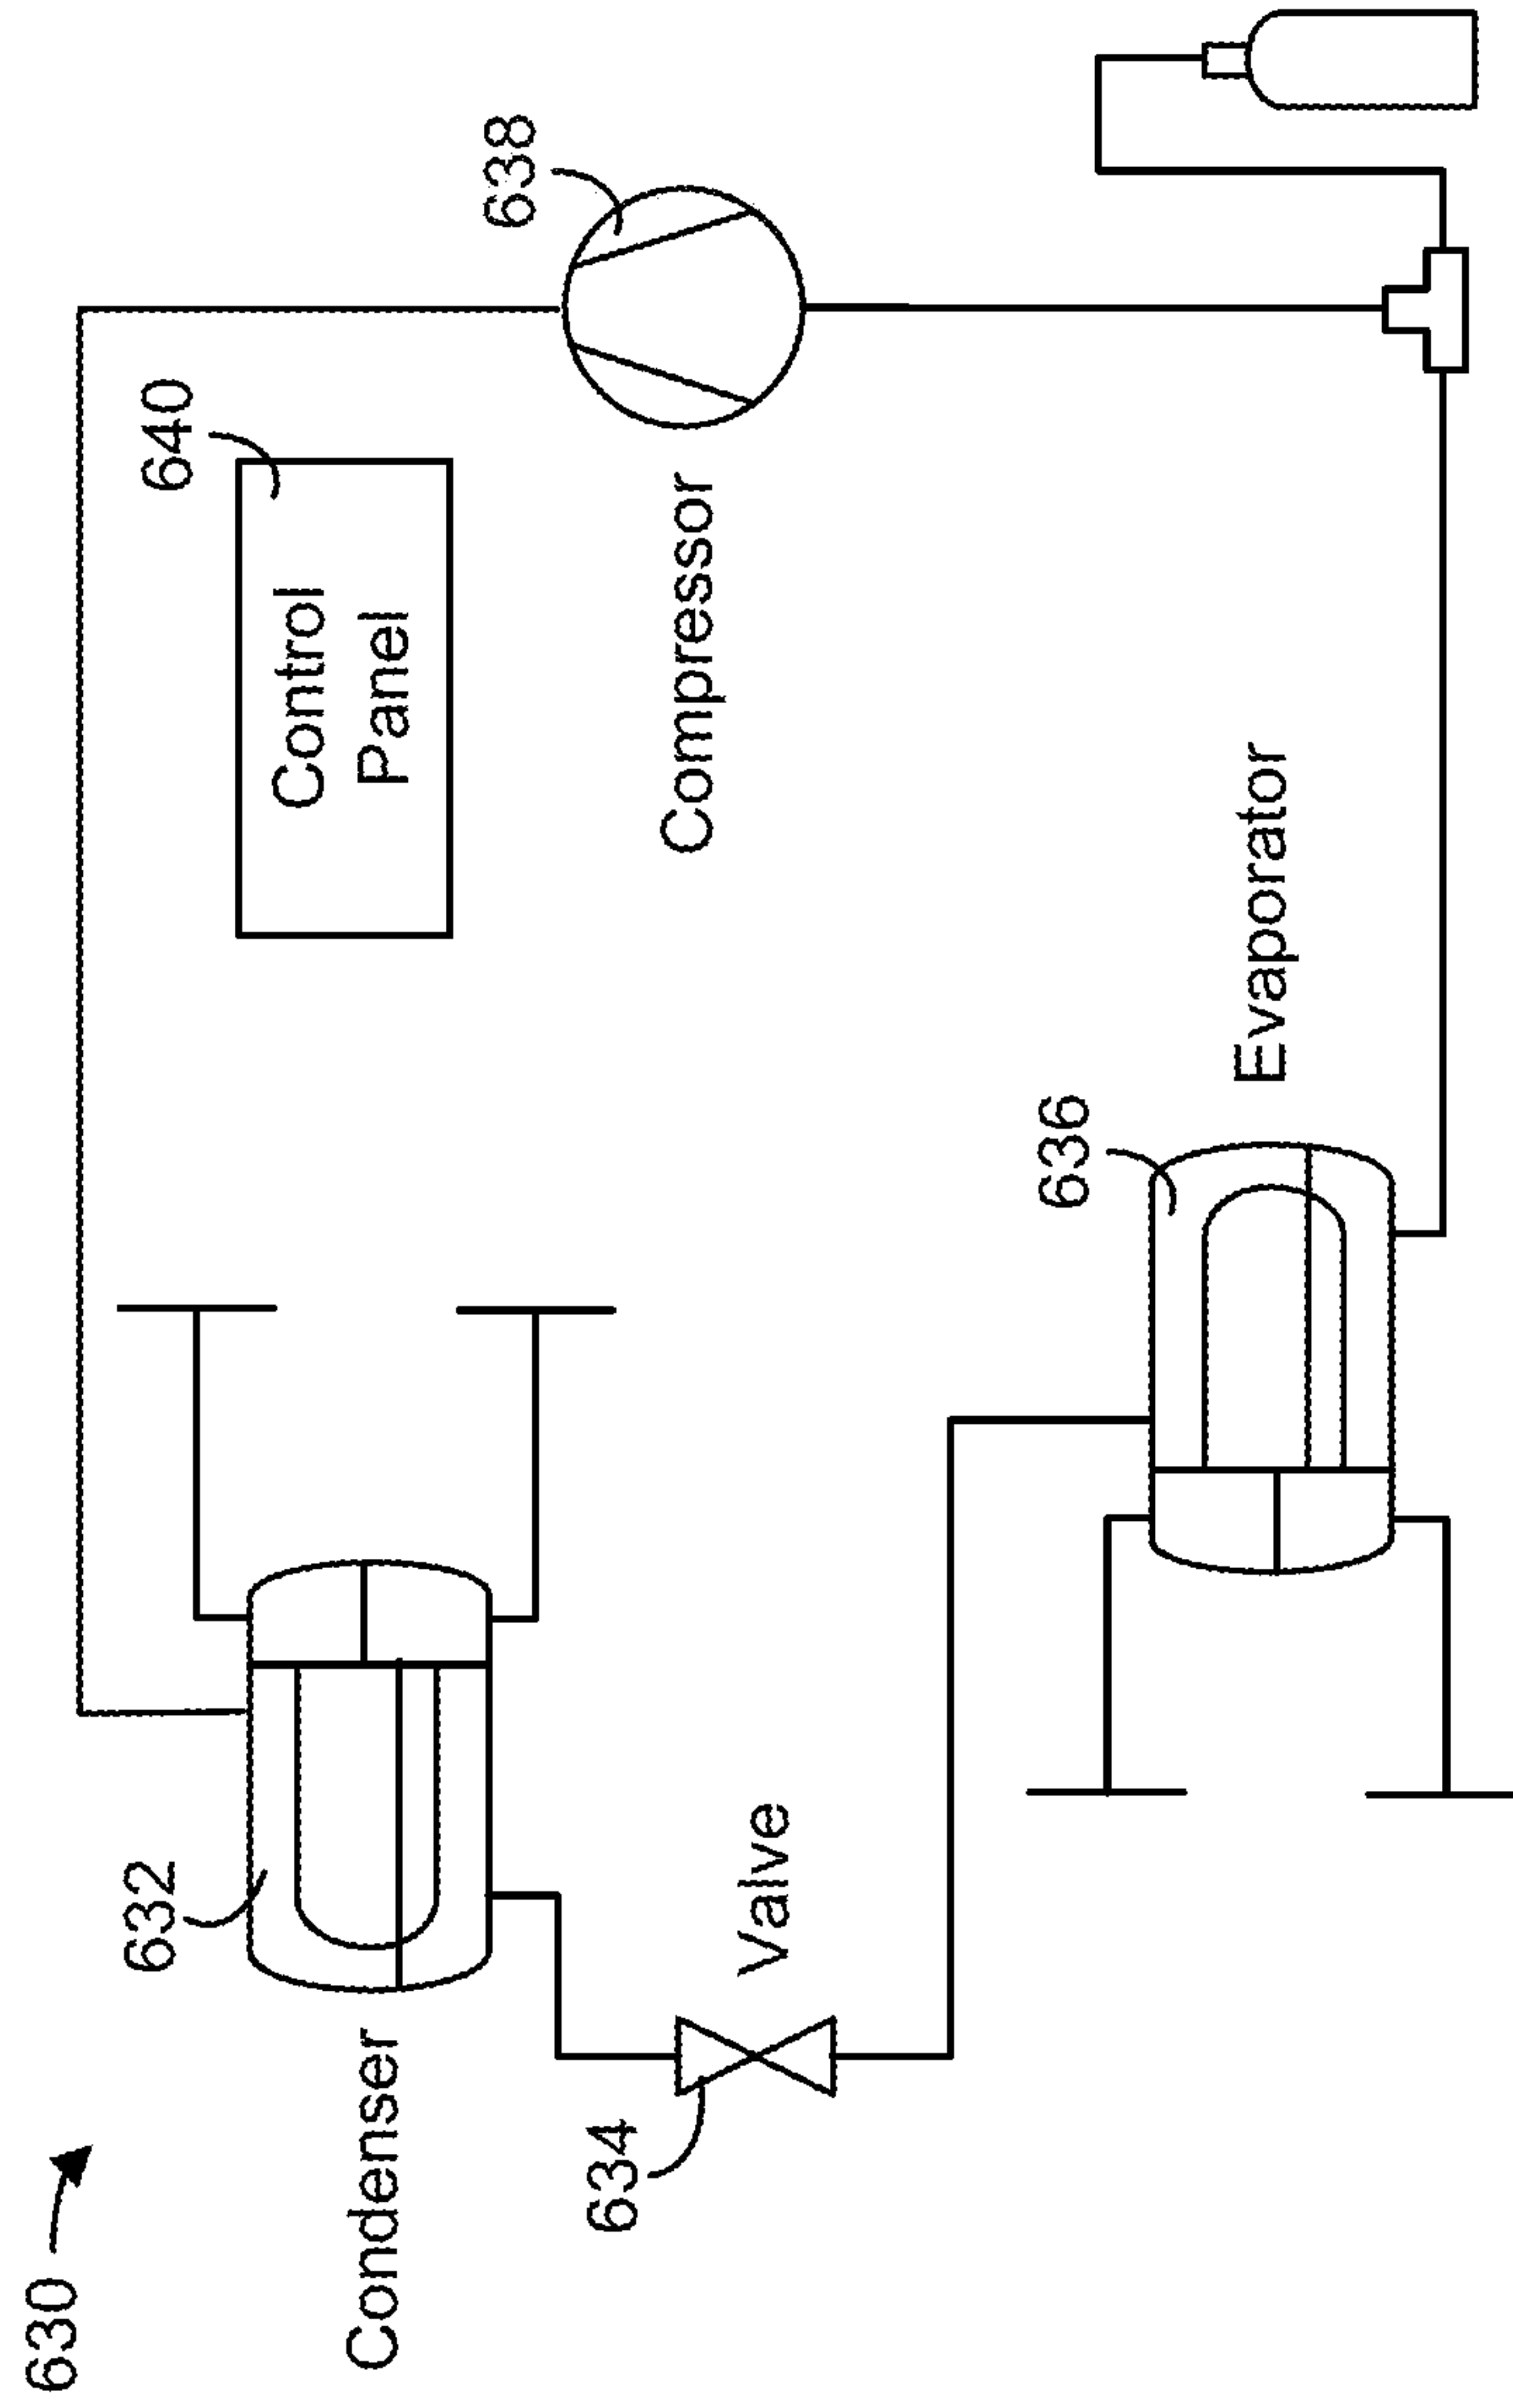 630
Condenser
632
640
Control
Panel
638
Compressor
634
Valve
636
Evaporator